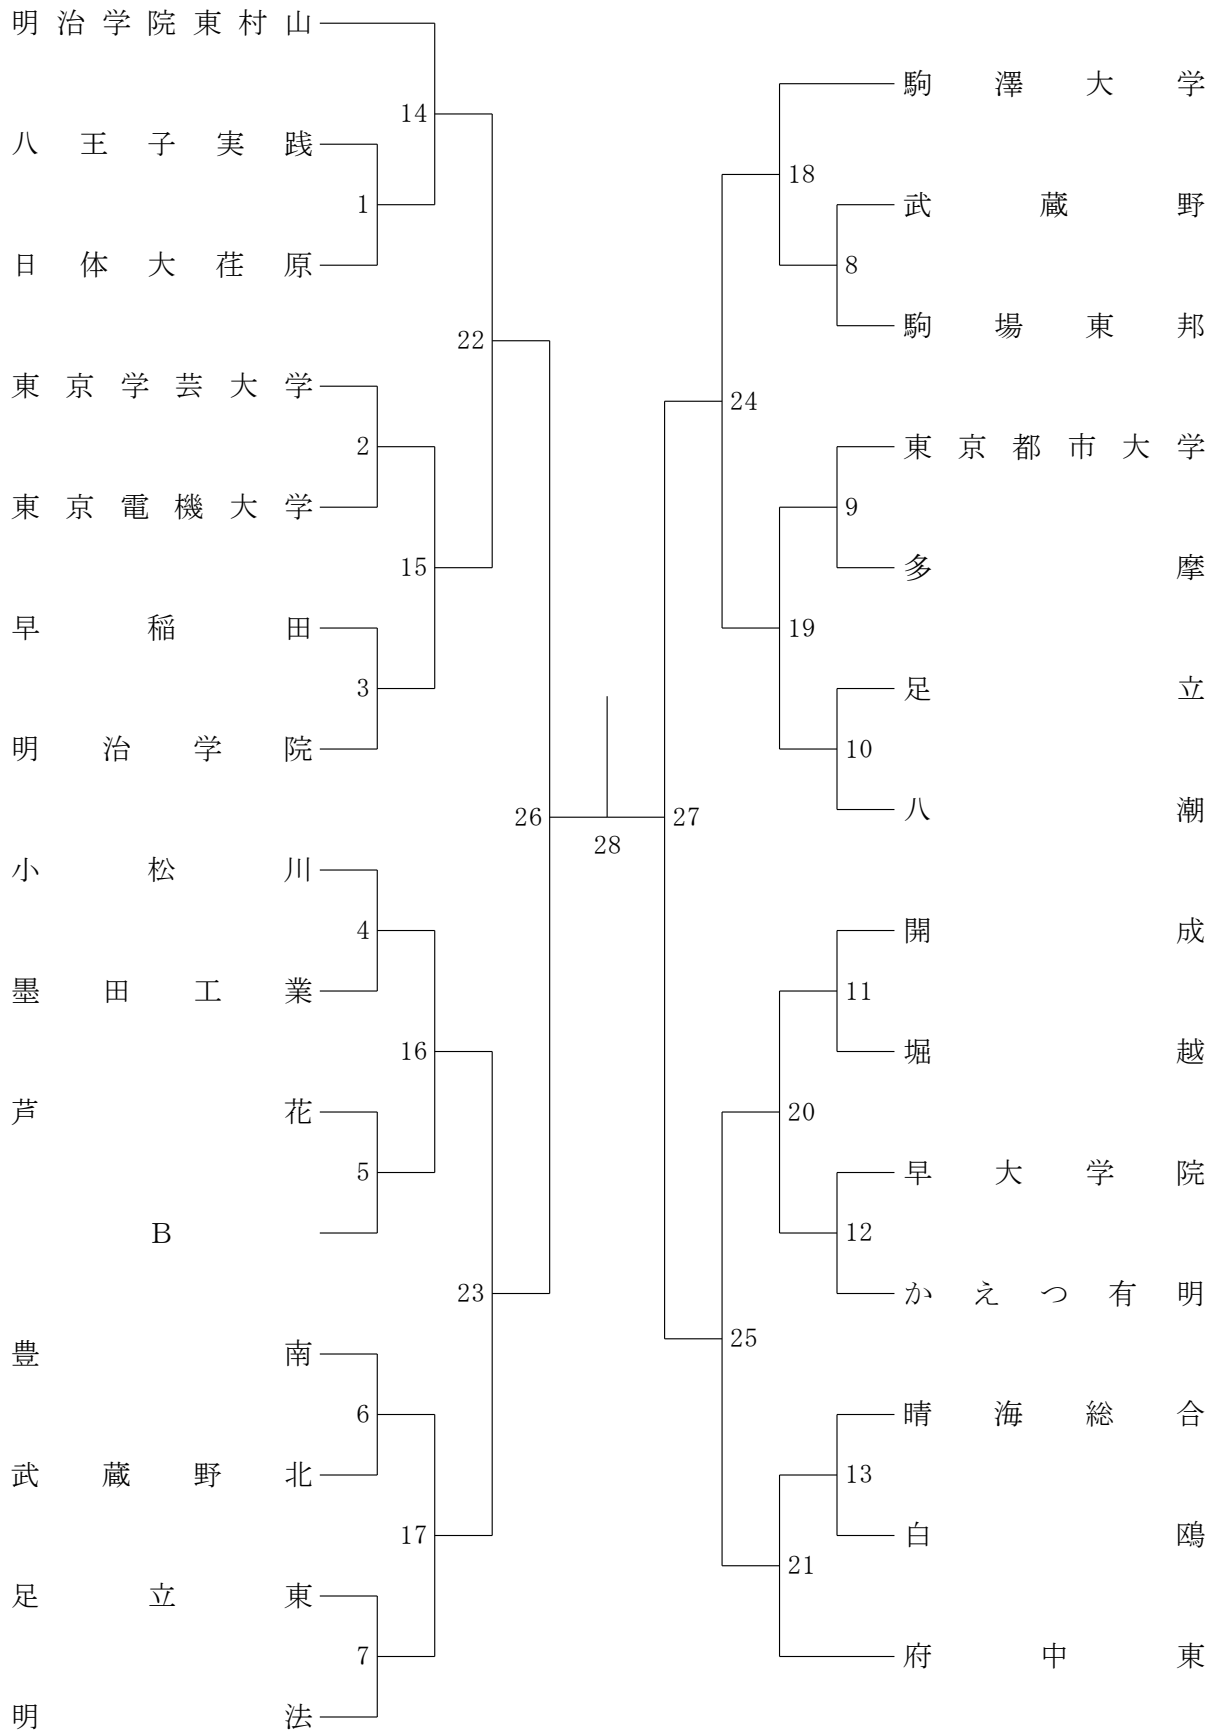 明治学院東村山
14
八王子実践
1
日体大荏原
22
東京学芸大学
2
東京電機大学
15
早稲田
3
明治学院
26
28
小松川
4
墨田工業
16
芦花
5
B
23
豊南
6
武蔵野北
17
足立東
7
明法
駒澤大学
18
武蔵野
8
駒場東邦
24
東京都市大学
9
多摩
19
足立
10
八潮
27
開成
11
堀越
20
早大学院
12
かえつ有明
25
晴海総合
13
白鴎
21
府中東